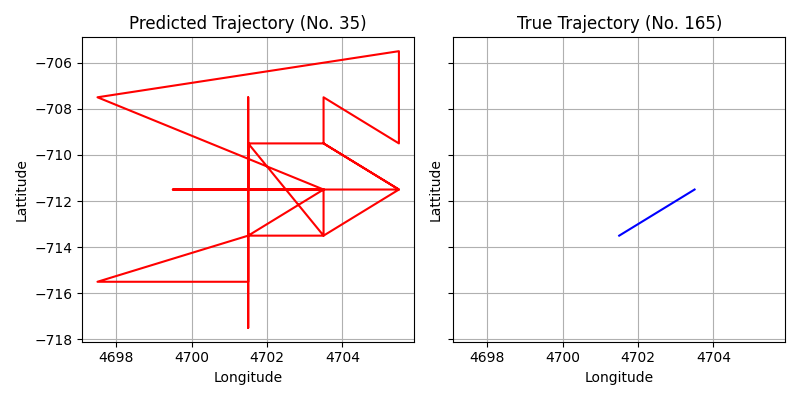 Predicted Trajectory (No. 35)
True Trajectory (No. 165)
−706
−708
−710
−712
−714
−716
−718
Lattitude
Lattitude
4698 4700 4702 4704
4698 4700 4702 4704
Longitude
Longitude